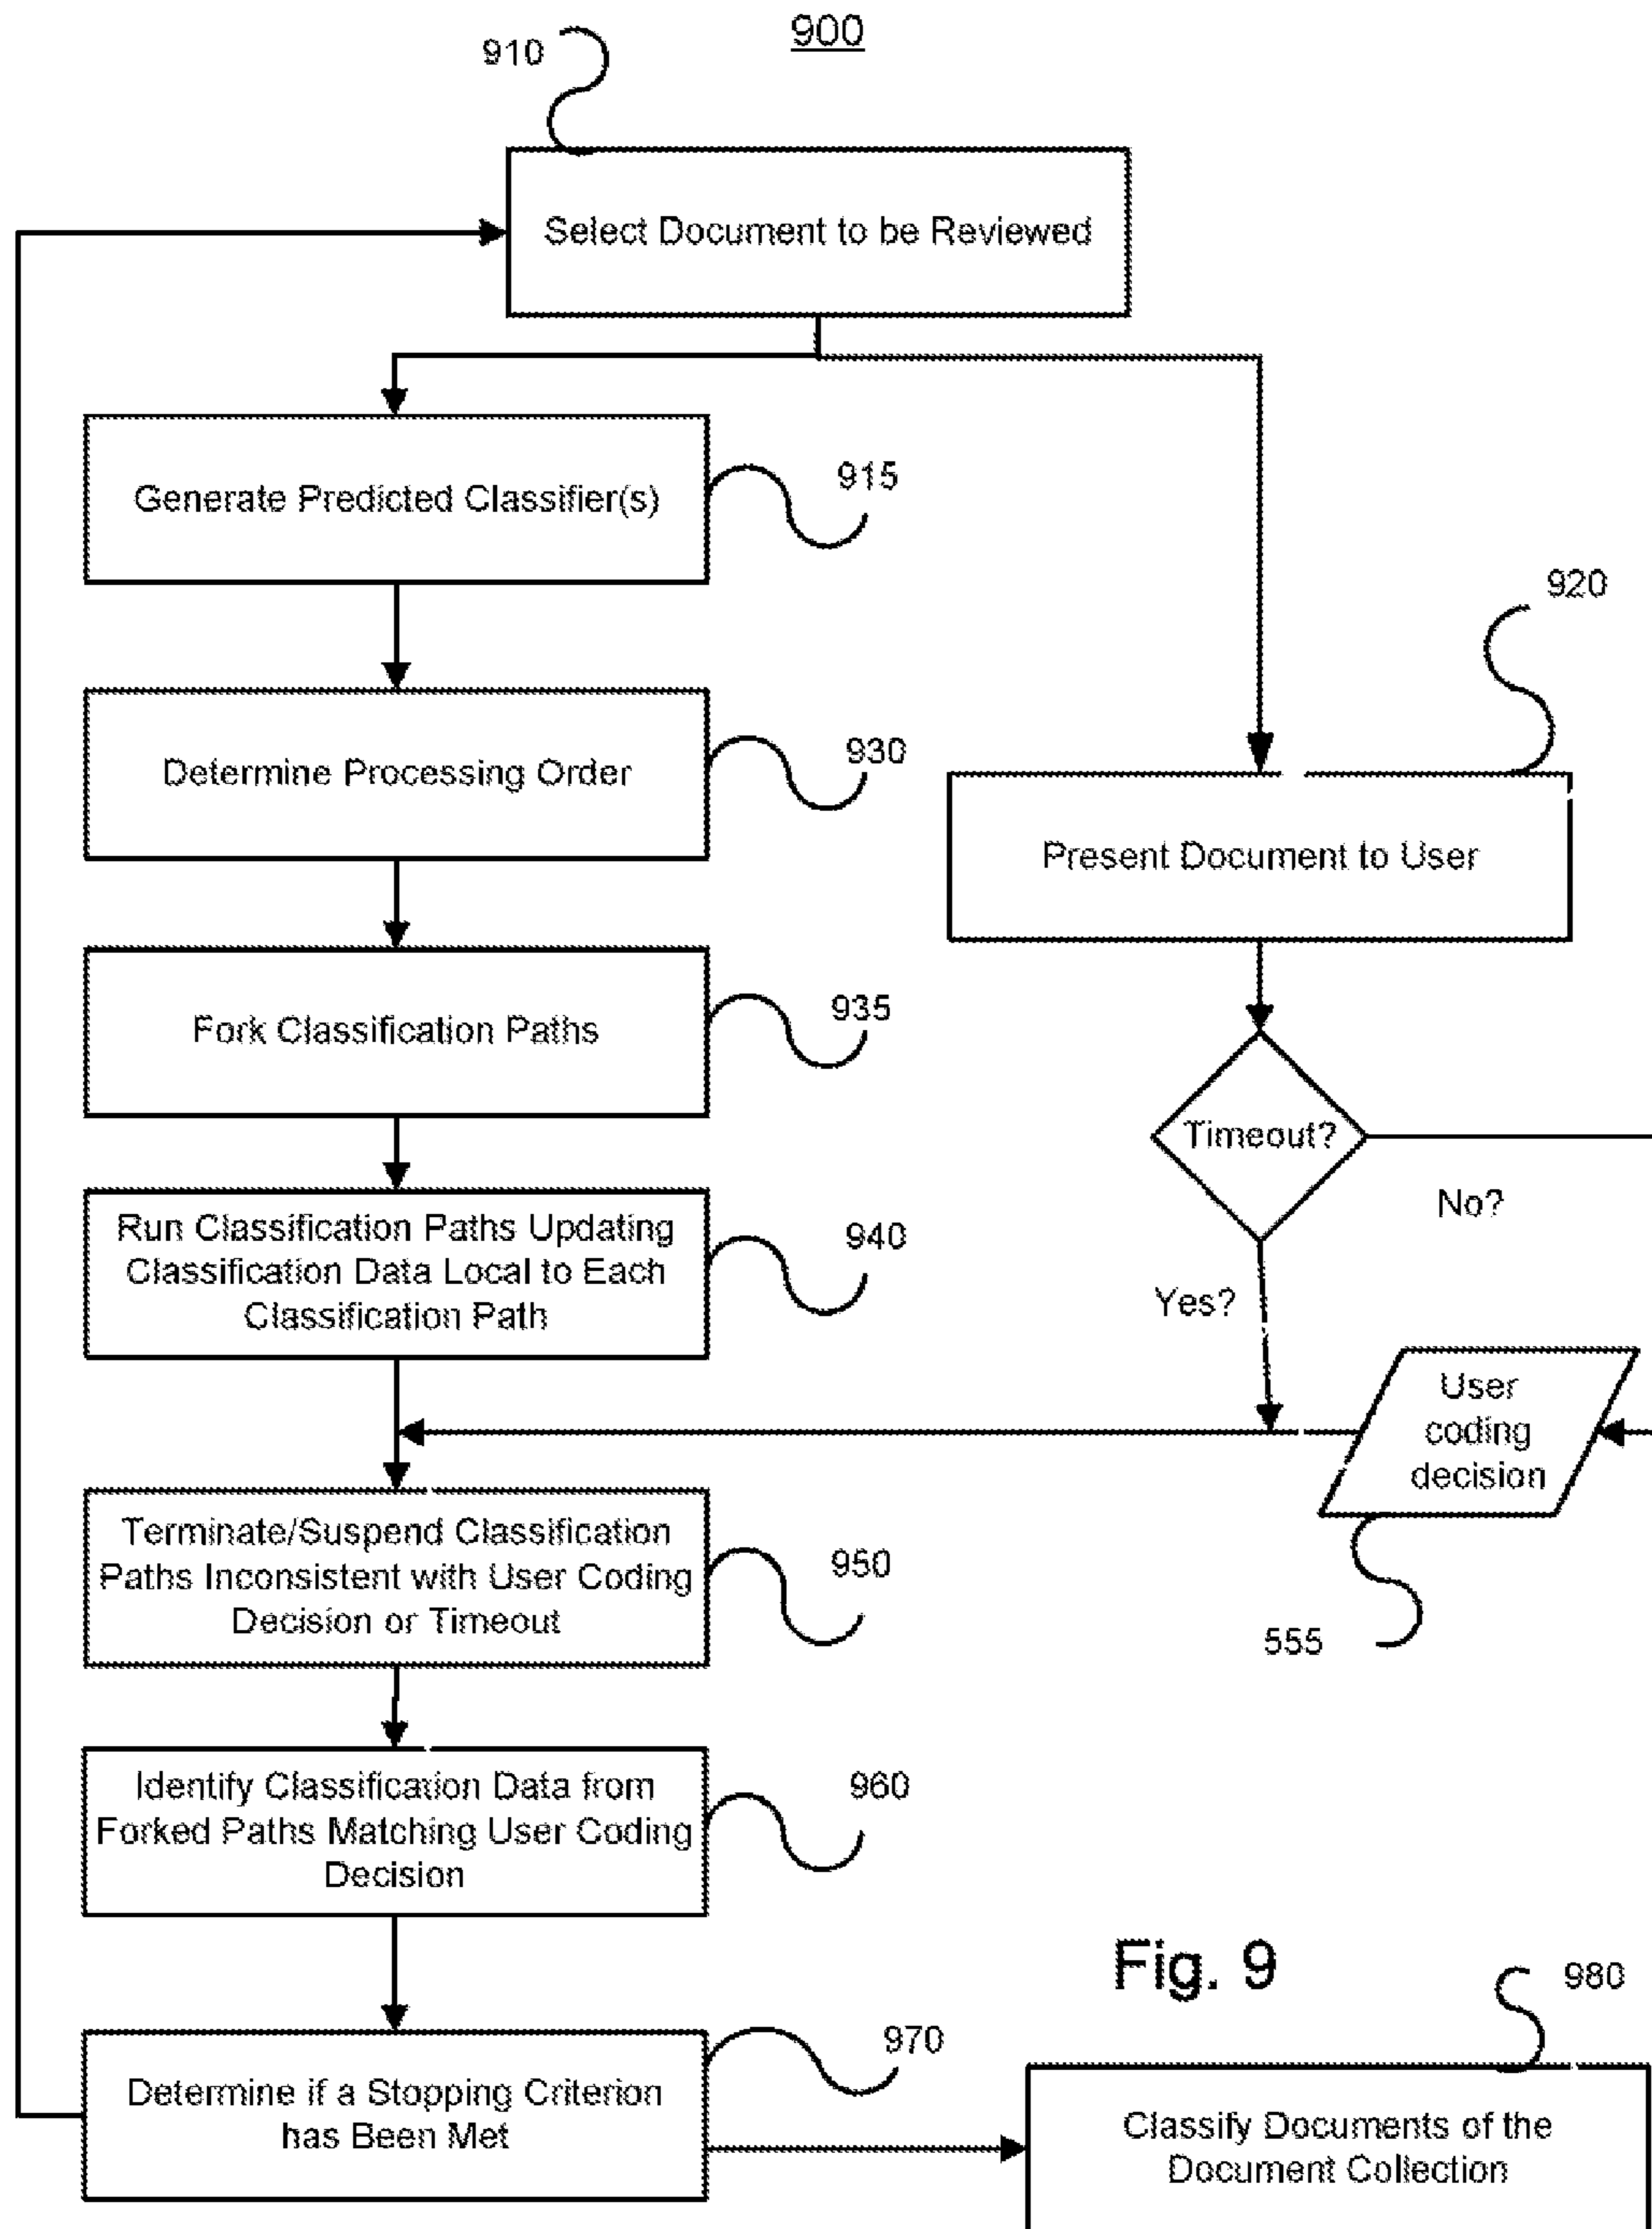 900
910
Select Document to be Reviewed
Generate Predicted Classifier(s)
915
920
Determine Processing Order
930
Present Document to User
Fork Classification Paths
935
Timeout?
No?
Run Classification Paths Updating
Classification Data Local to Each
Classification Path
940
Yes?
User
coding
decision
Terminate/Suspend Classification
Paths Inconsistent with User Coding
Decision or Timeout
950
555
Identify Classification Data from
Forked Paths Matching User Coding
Decision
960
Fig. 9
980
970
Determine if a Stopping Criterion
has Been Met
Classify Documents of the
Document Collection